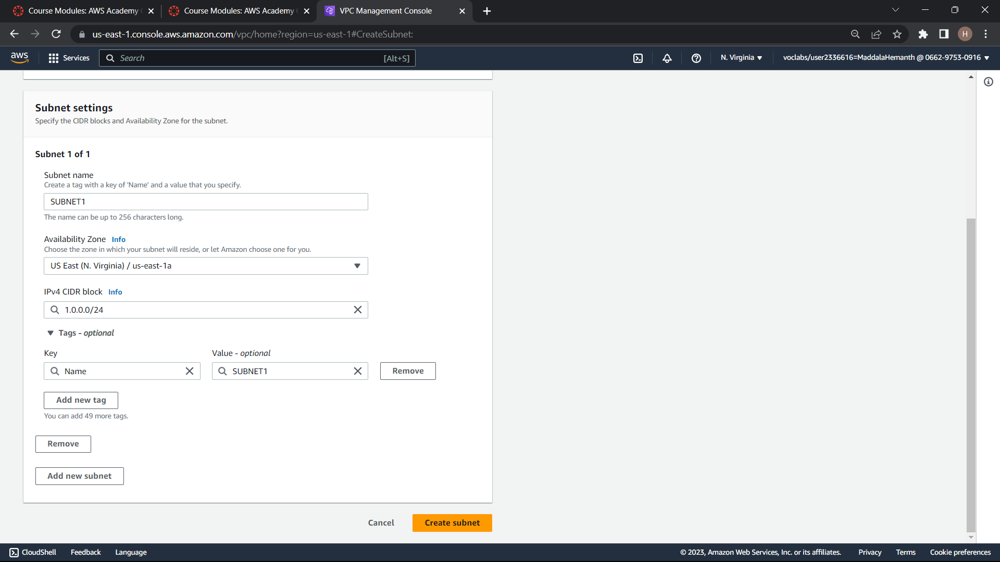 Course Modules: AWS Academy
Course Modules: AWS Academy
VPC Management Console
us-east-1.console.aws.amazon.com/vpc/home?region=us-east-1#CreateSubnet:
H
aws
Services
Search
[Alt+S]
N. Virginia
voclabs/user2336616=MaddalaHemanth @ 0662-9753-0916
Subnet settings
Specify the CIDR blocks and Availability Zone for the subnet.
Subnet 1 of 1
Subnet name
Create a tag with a key of 'Name' and a value that you specify.
SUBNET1
The name can be up to 256 characters long.
Availability Zone Info
Choose the zone in which your subnet will reside, or let Amazon choose one for you.
US East (N. Virginia) / us-east-1a
IPv4 CIDR block Info
1.0.0.0/24
Tags - optional
Key
Value - optional
Name
SUBNET1
Remove
Add new tag
You can add 49 more tags.
Remove
Add new subnet
Cancel
Create subnet
CloudShell
Feedback
Language
© 2023, Amazon Web Services, Inc. or its affiliates.
Privacy
Terms
Cookie preferences